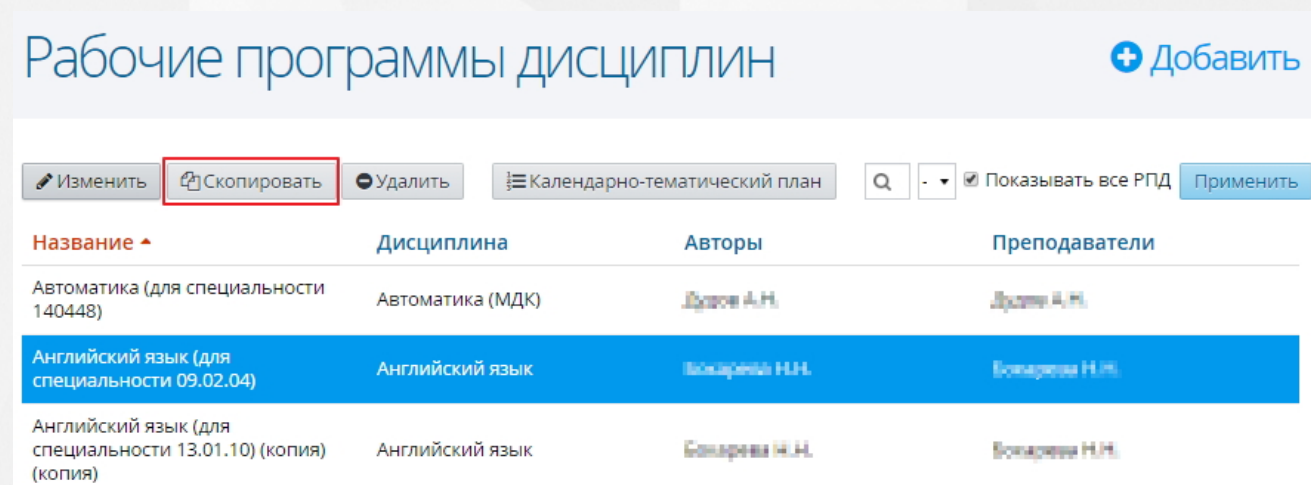 Рабочие программы дисциплин
Добавить
Изменить Скопировать Удалить Календарно-тематический план - Показывать все РПД Применить
Название Дисциплина Авторы Преподаватели
Автоматика (для специальности
140448)
Автоматика (МДК)
Английский язык (для
специальности 09.02.04)
Английский язык
Английский язык (для
специальности 13.01.10) (копия)
(копия)
Английский язык